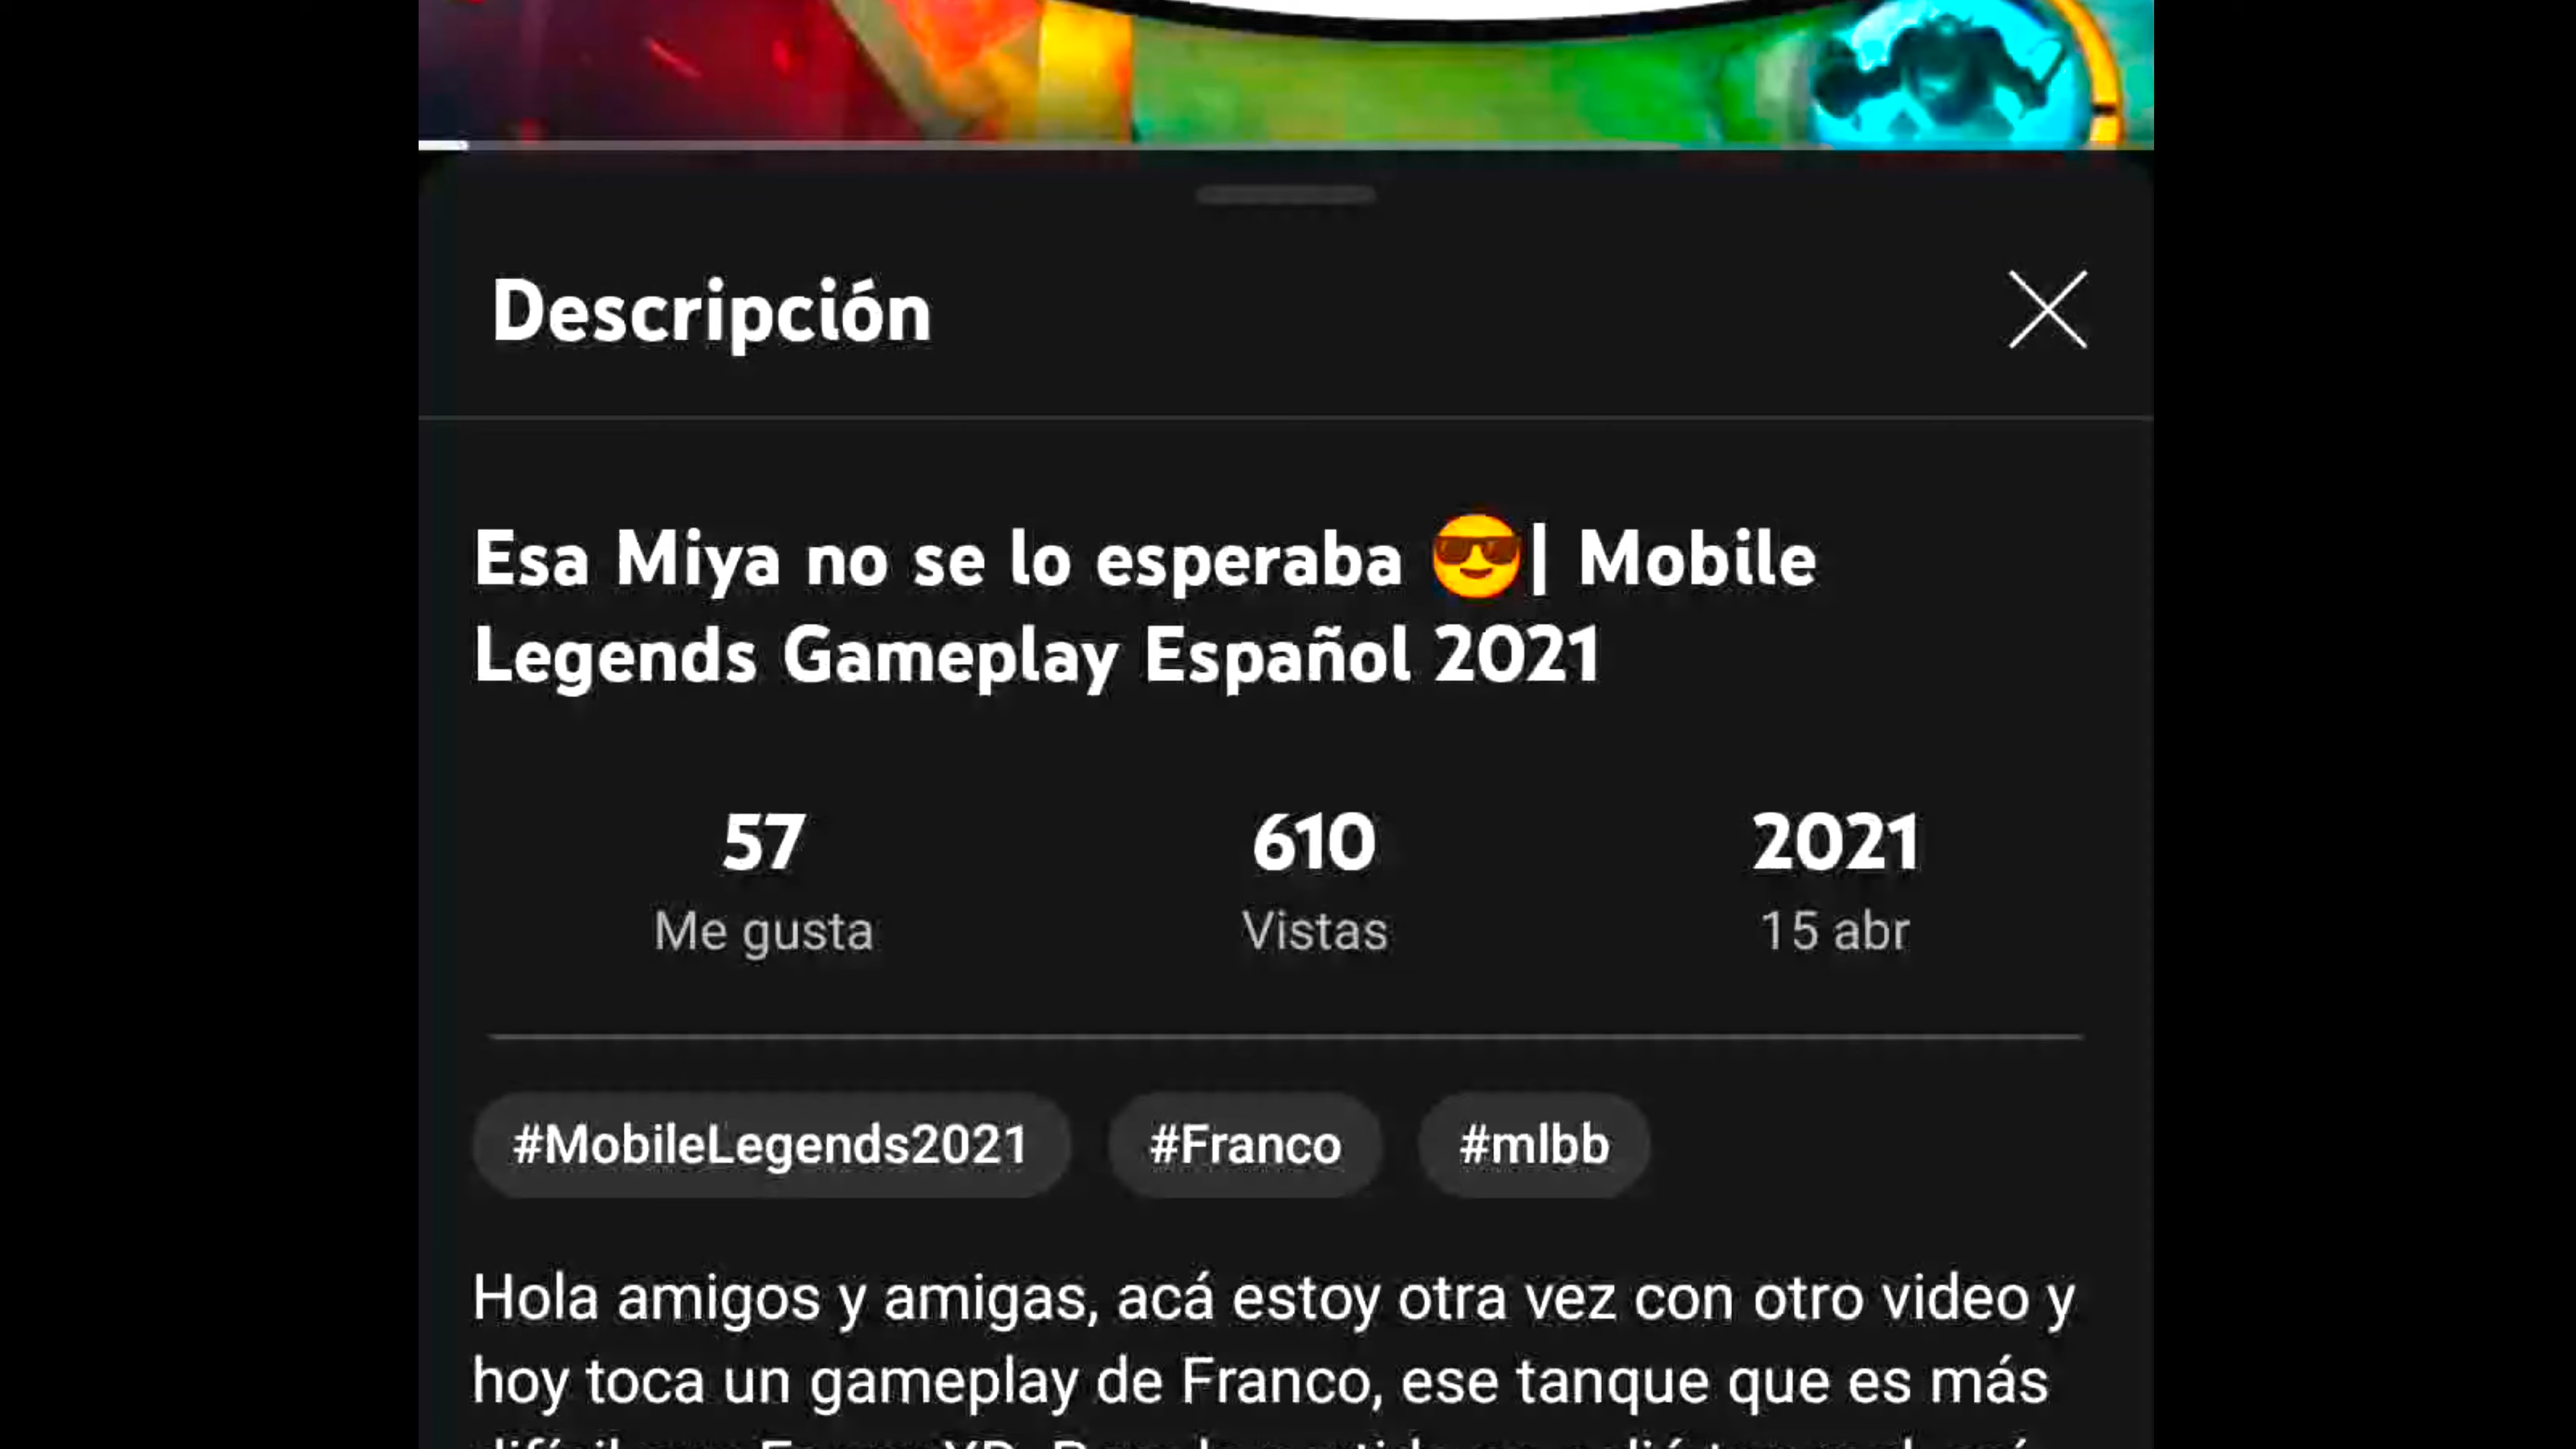 Descripción
Esa Miya no se lo esperaba 😎| Mobile
Legends Gameplay Español 2021
57 610 2021
Me gusta Vistas 15 abr
#MobileLegends2021 #Franco #mlbb
Hola amigos y amigas, acá estoy otra vez con otro video y
hoy toca un gameplay de Franco, ese tanque que es más